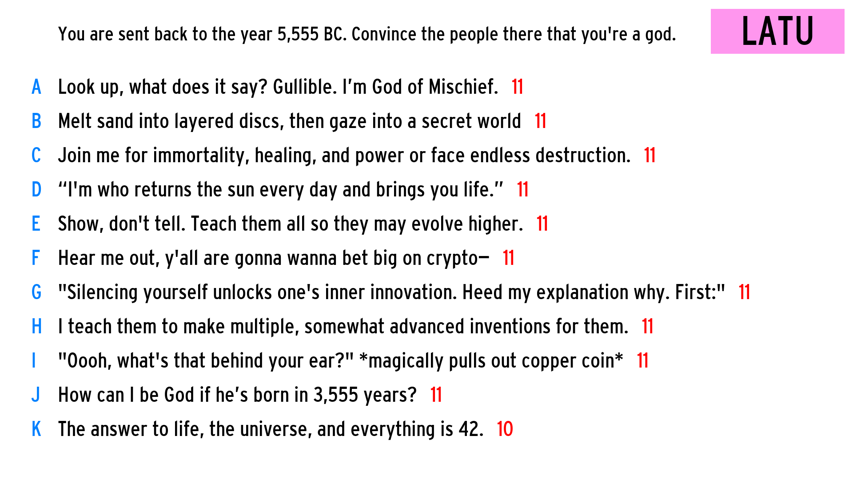 You are sent back to the year 5,555 BC. Convince the people there that you're a god.
LATU
A Look up, what does it say? Gullible. I’m God of Mischief. 11
B Melt sand into layered discs, then gaze into a secret world 11
C Join me for immortality, healing, and power or face endless destruction. 11
D “I'm who returns the sun every day and brings you life.” 11
E Show, don't tell. Teach them all so they may evolve higher. 11
F Hear me out, y'all are gonna wanna bet big on crypto— 11
G "Silencing yourself unlocks one's inner innovation. Heed my explanation why. First:" 11
H I teach them to make multiple, somewhat advanced inventions for them. 11
I "Oooh, what's that behind your ear?" *magically pulls out copper coin* 11
J How can I be God if he’s born in 3,555 years? 11
K The answer to life, the universe, and everything is 42. 10